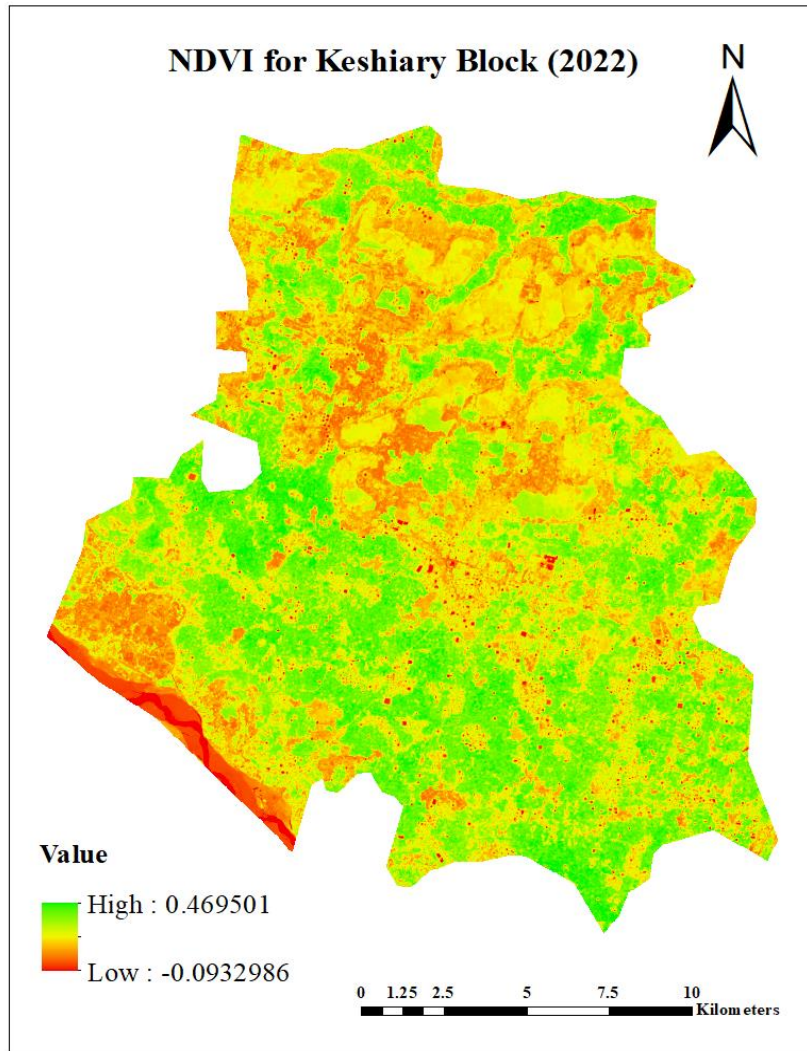 NDVI for Keshiary Block (2022)
N
Value
High : 0.469501
Low : -0.0932986
0 1.25 2.5 5 7.5 10
Kilometers